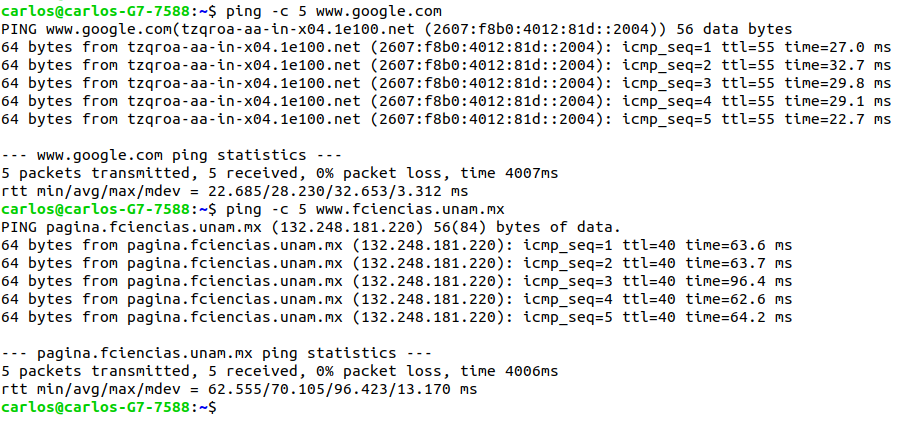 carlos@carlos-G7-7588:~$ ping -c 5 www.google.com
PING www.google.com(tzqroa-aa-in-x04.1e100.net (2607:f8b0:4012:81d::2004)) 56 data bytes
64 bytes from tzqroa-aa-in-x04.1e100.net (2607:f8b0:4012:81d::2004): icmp_seq=1 ttl=55 time=27.0 ms
64 bytes from tzqroa-aa-in-x04.1e100.net (2607:f8b0:4012:81d::2004): icmp_seq=2 ttl=55 time=32.7 ms
64 bytes from tzqroa-aa-in-x04.1e100.net (2607:f8b0:4012:81d::2004): icmp_seq=3 ttl=55 time=29.8 ms
64 bytes from tzqroa-aa-in-x04.1e100.net (2607:f8b0:4012:81d::2004): icmp_seq=4 ttl=55 time=29.1 ms
64 bytes from tzqroa-aa-in-x04.1e100.net (2607:f8b0:4012:81d::2004): icmp_seq=5 ttl=55 time=22.7 ms

--- www.google.com ping statistics ---
5 packets transmitted, 5 received, 0% packet loss, time 4007ms
rtt min/avg/max/mdev = 22.685/28.230/32.653/3.312 ms
carlos@carlos-G7-7588:~$ ping -c 5 www.fciencias.unam.mx
PING pagina.fciencias.unam.mx (132.248.181.220) 56(84) bytes of data.
64 bytes from pagina.fciencias.unam.mx (132.248.181.220): icmp_seq=1 ttl=40 time=63.6 ms
64 bytes from pagina.fciencias.unam.mx (132.248.181.220): icmp_seq=2 ttl=40 time=63.7 ms
64 bytes from pagina.fciencias.unam.mx (132.248.181.220): icmp_seq=3 ttl=40 time=96.4 ms
64 bytes from pagina.fciencias.unam.mx (132.248.181.220): icmp_seq=4 ttl=40 time=62.6 ms
64 bytes from pagina.fciencias.unam.mx (132.248.181.220): icmp_seq=5 ttl=40 time=64.2 ms

--- pagina.fciencias.unam.mx ping statistics ---
5 packets transmitted, 5 received, 0% packet loss, time 4006ms
rtt min/avg/max/mdev = 62.555/70.105/96.423/13.170 ms
carlos@carlos-G7-7588:~$